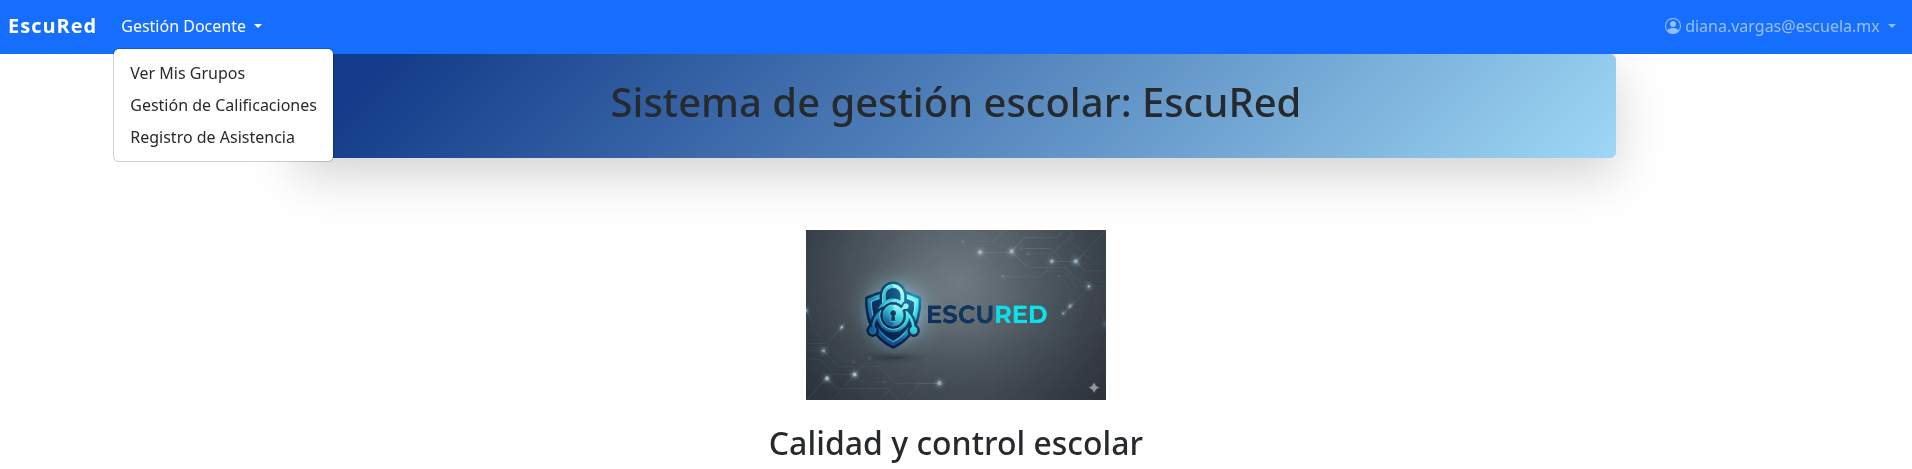 EscuRed Gestión Docente diana.vargas@escuela.mx
Ver Mis Grupos
Gestión de Calificaciones
Registro de Asistencia
Sistema de gestión escolar: EscuRed
ESCURED
Calidad y control escolar